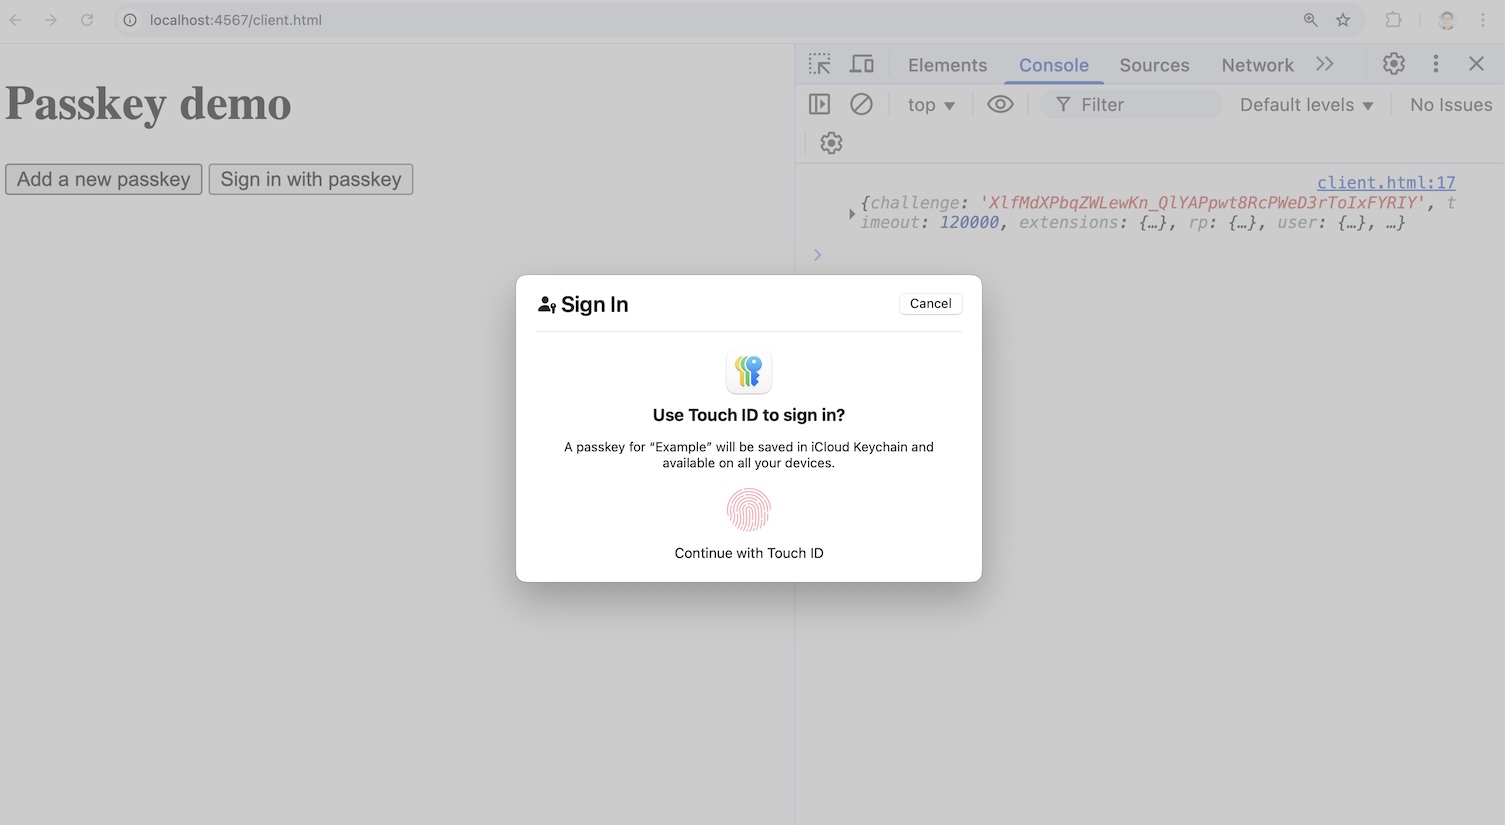 localhost:4567/client.html
Passkey demo
Add a new passkey Sign in with passkey
Elements Console Sources Network
top Filter Default levels No Issues
client.html:17
{challenge: 'XlfMdXPbqZWLewKn_QlYAPpwt8RcPWeD3rToIxFYRIY', t
imeout: 120000, extensions: {…}, rp: {…}, user: {…}, …}
Sign In Cancel
Use Touch ID to sign in?
A passkey for “Example” will be saved in iCloud Keychain and
available on all your devices.
Continue with Touch ID